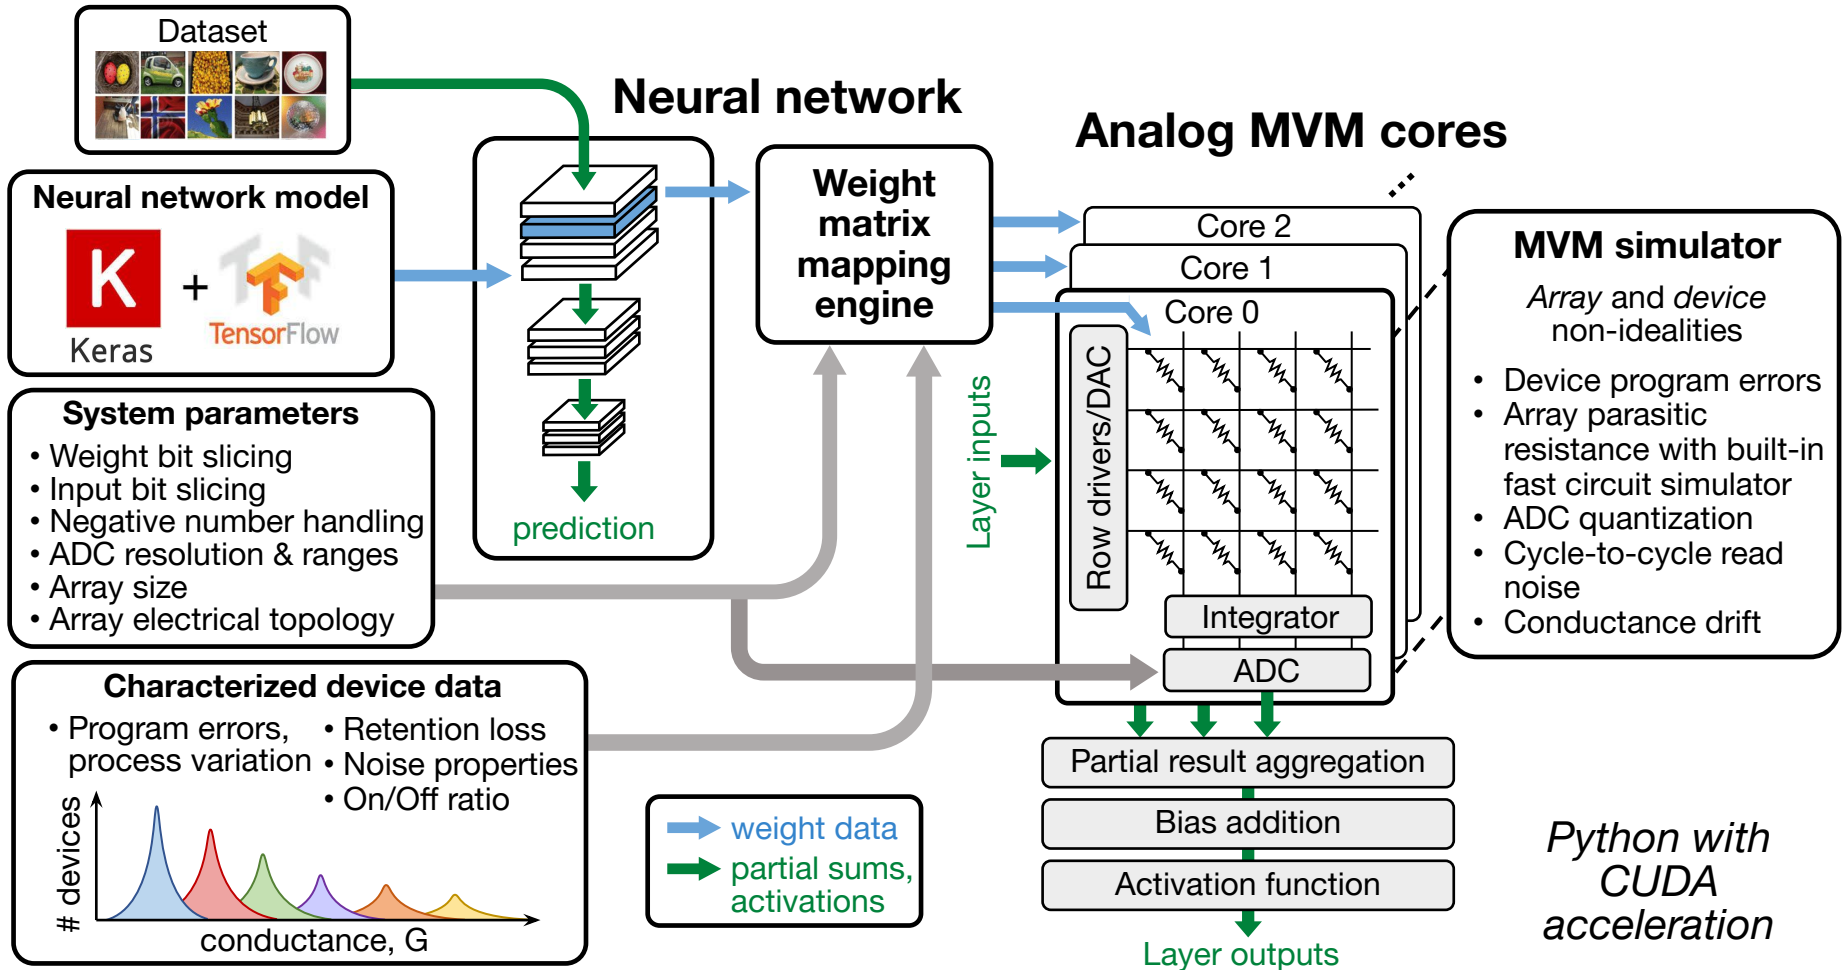 Dataset
Neural network
Analog MVM cores
Neural network model
K
+
Keras
TensorFlow
prediction
Weight
matrix
mapping
engine
Core 2
Core 1
Core 0
Layer inputs
Row drivers/DAC
Integrator
ADC
MVM simulator
Array and device
non-idealities
• Device program errors
• Array parasitic
resistance with built-in
fast circuit simulator
• ADC quantization
• Cycle-to-cycle read
noise
• Conductance drift
System parameters
• Weight bit slicing
• Input bit slicing
• Negative number handling
• ADC resolution & ranges
• Array size
• Array electrical topology
Characterized device data
• Program errors,
process variation
• Retention loss
• Noise properties
• On/Off ratio
# devices
conductance, G
weight data
partial sums,
activations
Partial result aggregation
Bias addition
Activation function
Layer outputs
Python with
CUDA
acceleration